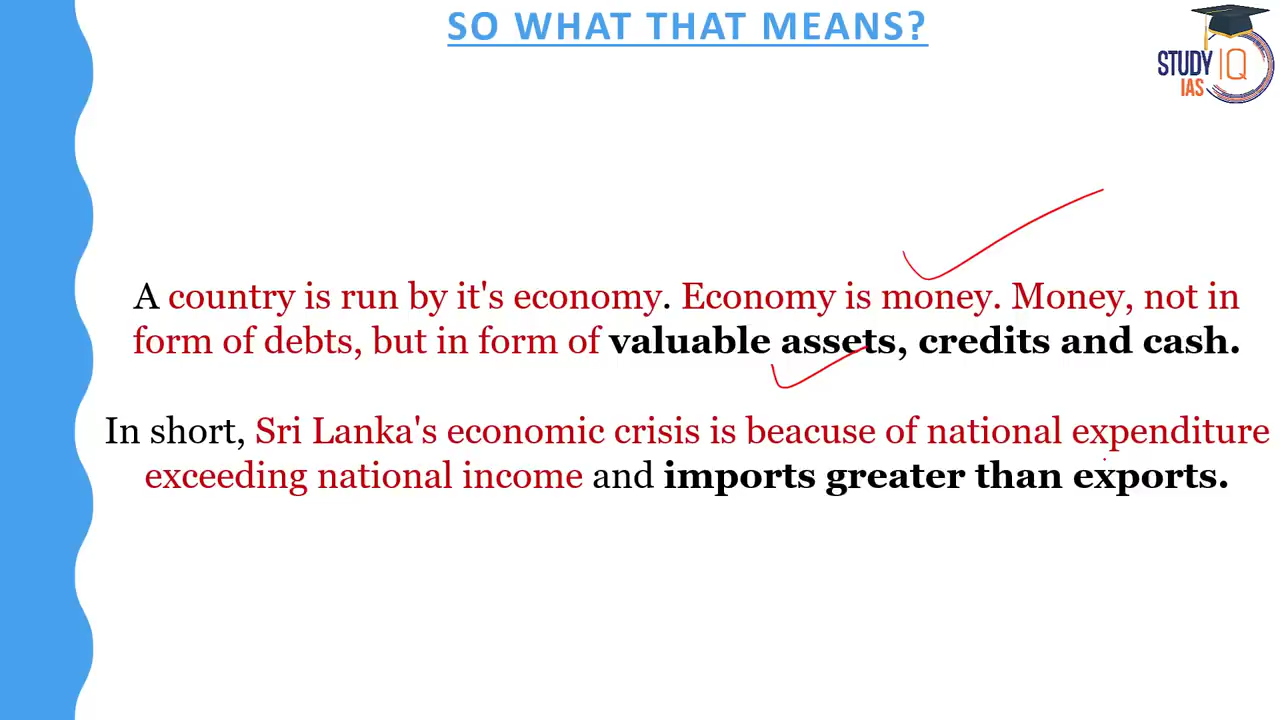 SO WHAT THAT MEANS?
STUDY IQ
IAS
A country is run by it's economy. Economy is money. Money, not in
form of debts, but in form of valuable assets, credits and cash.
In short, Sri Lanka's economic crisis is beacuse of national expenditure
exceeding national income and imports greater than exports.